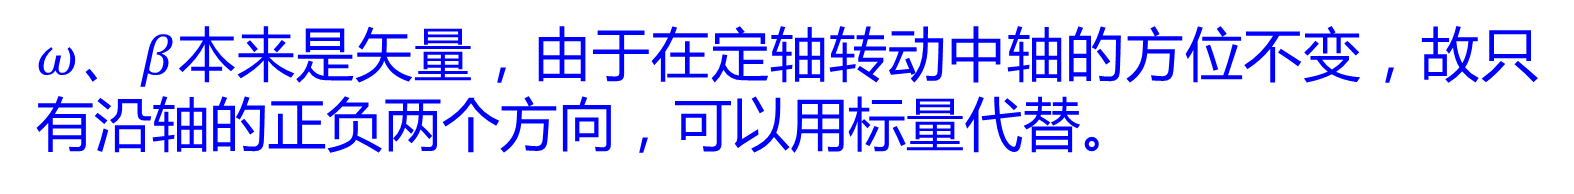 ω、β本来是矢量，由于在定轴转动中轴的方位不变，故只
有沿轴的正负两个方向，可以用标量代替。